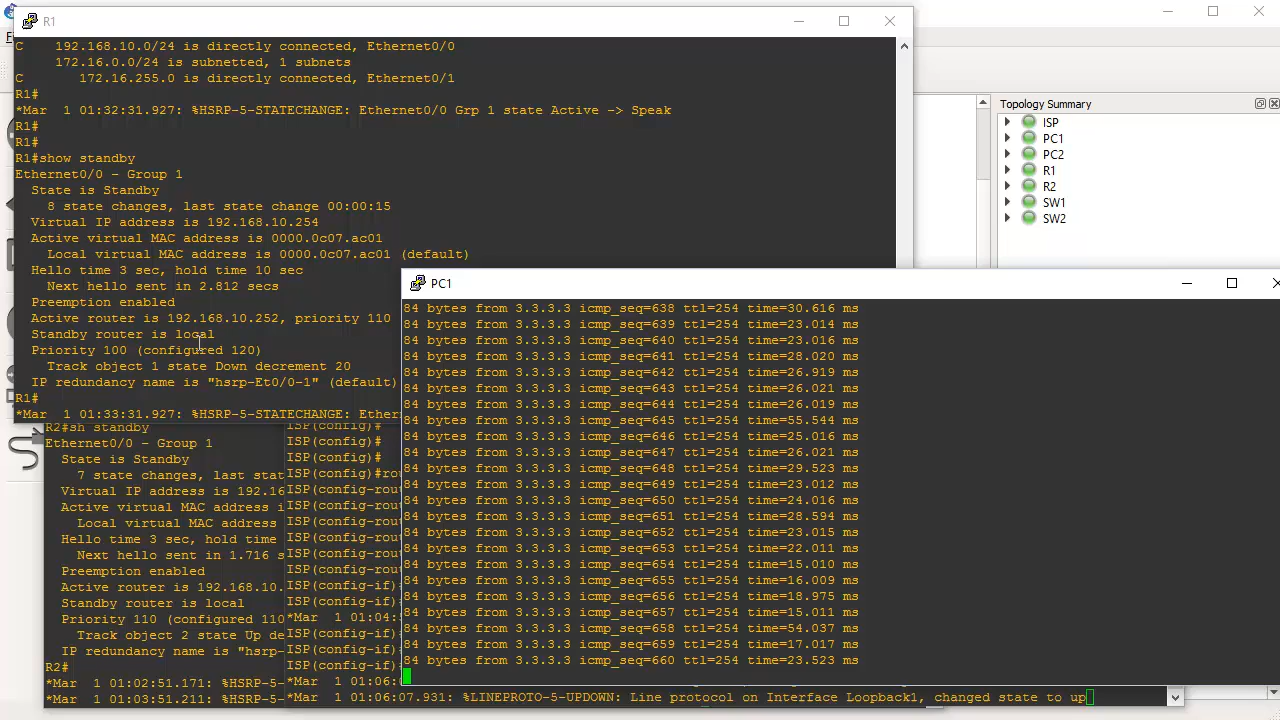 R1
C     192.168.10.0/24 is directly connected, Ethernet0/0
     172.16.0.0/24 is subnetted, 1 subnets
C       172.16.255.0 is directly connected, Ethernet0/1
R1#
*Mar  1 01:32:31.927: %HSRP-5-STATECHANGE: Ethernet0/0 Grp 1 state Active -> Speak
R1#
R1#
R1#show standby
Ethernet0/0 - Group 1
  State is Standby
    8 state changes, last state change 00:00:15
  Virtual IP address is 192.168.10.254
  Active virtual MAC address is 0000.0c07.ac01
    Local virtual MAC address is 0000.0c07.ac01 (default)
  Hello time 3 sec, hold time 10 sec
    Next hello sent in 2.812 secs
  Preemption enabled
  Active router is 192.168.10.252, priority 110
  Standby router is local
  Priority 100 (configured 120)
    Track object 1 state Down decrement 20
  IP redundancy name is "hsrp-Et0/0-1" (default)
R1#
*Mar  1 01:33:31.927: %HSRP-5-STATECHANGE: Ether
Topology Summary
ISP
PC1
PC2
R1
R2
SW1
SW2
PC1
84 bytes from 3.3.3.3 icmp_seq=638 ttl=254 time=30.616 ms
84 bytes from 3.3.3.3 icmp_seq=639 ttl=254 time=23.014 ms
84 bytes from 3.3.3.3 icmp_seq=640 ttl=254 time=23.016 ms
84 bytes from 3.3.3.3 icmp_seq=641 ttl=254 time=28.020 ms
84 bytes from 3.3.3.3 icmp_seq=642 ttl=254 time=26.919 ms
84 bytes from 3.3.3.3 icmp_seq=643 ttl=254 time=26.021 ms
84 bytes from 3.3.3.3 icmp_seq=644 ttl=254 time=26.019 ms
84 bytes from 3.3.3.3 icmp_seq=645 ttl=254 time=55.544 ms
84 bytes from 3.3.3.3 icmp_seq=646 ttl=254 time=25.016 ms
84 bytes from 3.3.3.3 icmp_seq=647 ttl=254 time=26.021 ms
84 bytes from 3.3.3.3 icmp_seq=648 ttl=254 time=29.523 ms
84 bytes from 3.3.3.3 icmp_seq=649 ttl=254 time=23.012 ms
84 bytes from 3.3.3.3 icmp_seq=650 ttl=254 time=24.016 ms
84 bytes from 3.3.3.3 icmp_seq=651 ttl=254 time=28.594 ms
84 bytes from 3.3.3.3 icmp_seq=652 ttl=254 time=23.015 ms
84 bytes from 3.3.3.3 icmp_seq=653 ttl=254 time=22.011 ms
84 bytes from 3.3.3.3 icmp_seq=654 ttl=254 time=15.010 ms
84 bytes from 3.3.3.3 icmp_seq=655 ttl=254 time=16.009 ms
84 bytes from 3.3.3.3 icmp_seq=656 ttl=254 time=18.975 ms
84 bytes from 3.3.3.3 icmp_seq=657 ttl=254 time=15.011 ms
84 bytes from 3.3.3.3 icmp_seq=658 ttl=254 time=54.037 ms
84 bytes from 3.3.3.3 icmp_seq=659 ttl=254 time=17.017 ms
84 bytes from 3.3.3.3 icmp_seq=660 ttl=254 time=23.523 ms
R2#sh standby
Ethernet0/0 - Group 1
  State is Standby
    7 state changes, last stat
  Virtual IP address is 192.16
  Active virtual MAC address i
    Local virtual MAC address
  Hello time 3 sec, hold time
    Next hello sent in 1.716 s
  Preemption enabled
  Active router is 192.168.10.
  Standby router is local
  Priority 110 (configured 110
    Track object 2 state Up de
  IP redundancy name is "hsrp-
R2#
*Mar  1 01:02:51.171: %HSRP-5
*Mar  1 01:03:51.211: %HSRP-5
ISP(config)#
ISP(config)#
ISP(config)#
ISP(config)#rou
ISP(config-rout
ISP(config-rout
ISP(config-rout
ISP(config-rout
ISP(config-rout
ISP(config-rout
ISP(config-if)#
ISP(config-if)#
*Mar  1 01:04:5
ISP(config-if)#
ISP(config-if)#
ISP(config-if)#
*Mar  1 01:06:0
*Mar  1 01:06:07.931: %LINEPROTO-5-UPDOWN: Line protocol on Interface Loopback1, changed state to up